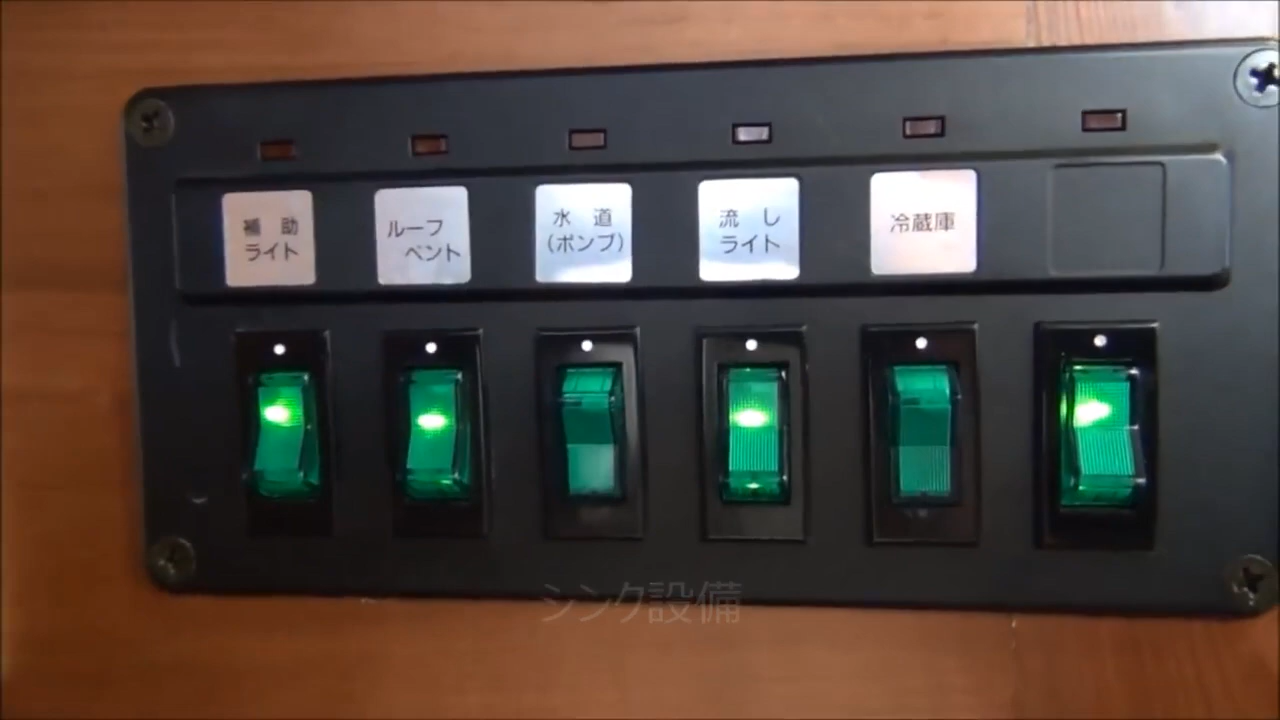 補助
ライト
ルーフ
ベント
水道
(ポンプ)
流し
ライト
冷蔵庫
シンク設備